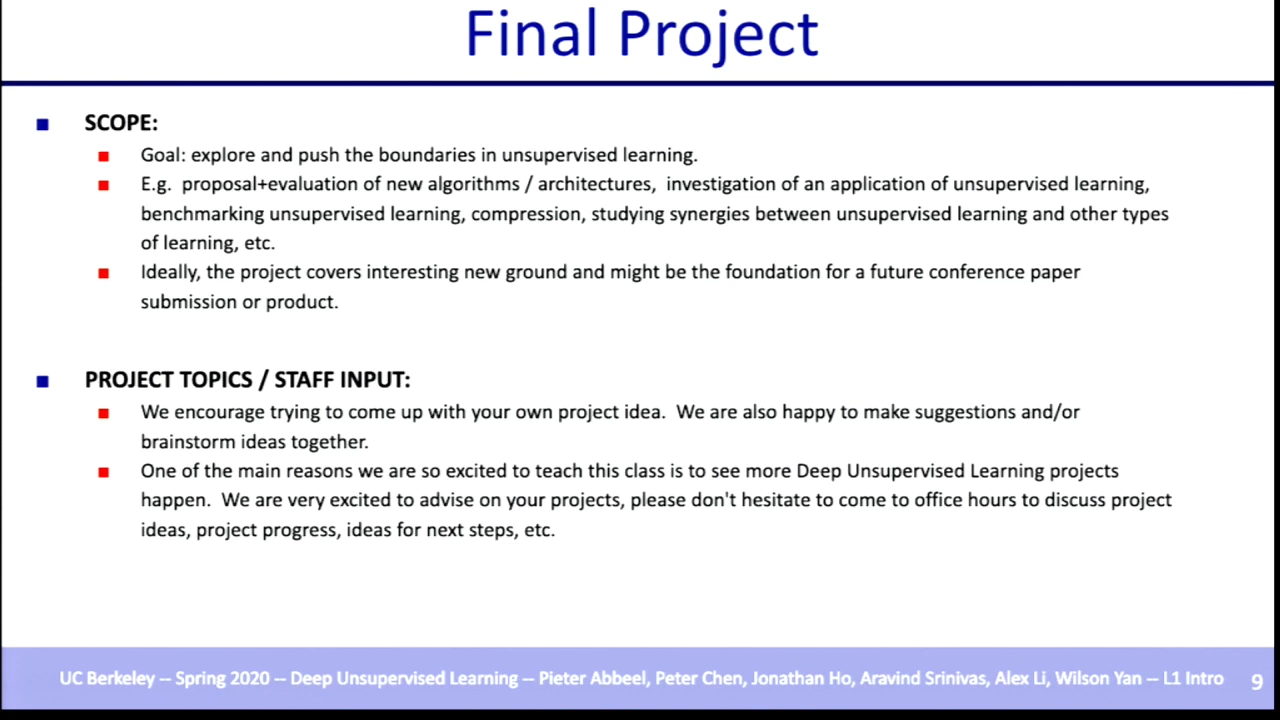 Final Project
SCOPE:
Goal: explore and push the boundaries in unsupervised learning.
E.g.  proposal+evaluation of new algorithms / architectures,  investigation of an application of unsupervised learning,
benchmarking unsupervised learning, compression, studying synergies between unsupervised learning and other types
of learning, etc.
Ideally, the project covers interesting new ground and might be the foundation for a future conference paper
submission or product.
PROJECT TOPICS / STAFF INPUT:
We encourage trying to come up with your own project idea.  We are also happy to make suggestions and/or
brainstorm ideas together.
One of the main reasons we are so excited to teach this class is to see more Deep Unsupervised Learning projects
happen.  We are very excited to advise on your projects, please don't hesitate to come to office hours to discuss project
ideas, project progress, ideas for next steps, etc.
UC Berkeley -- Spring 2020 -- Deep Unsupervised Learning -- Pieter Abbeel, Peter Chen, Jonathan Ho, Aravind Srinivas, Alex Li, Wilson Yan -- L1 Intro 9